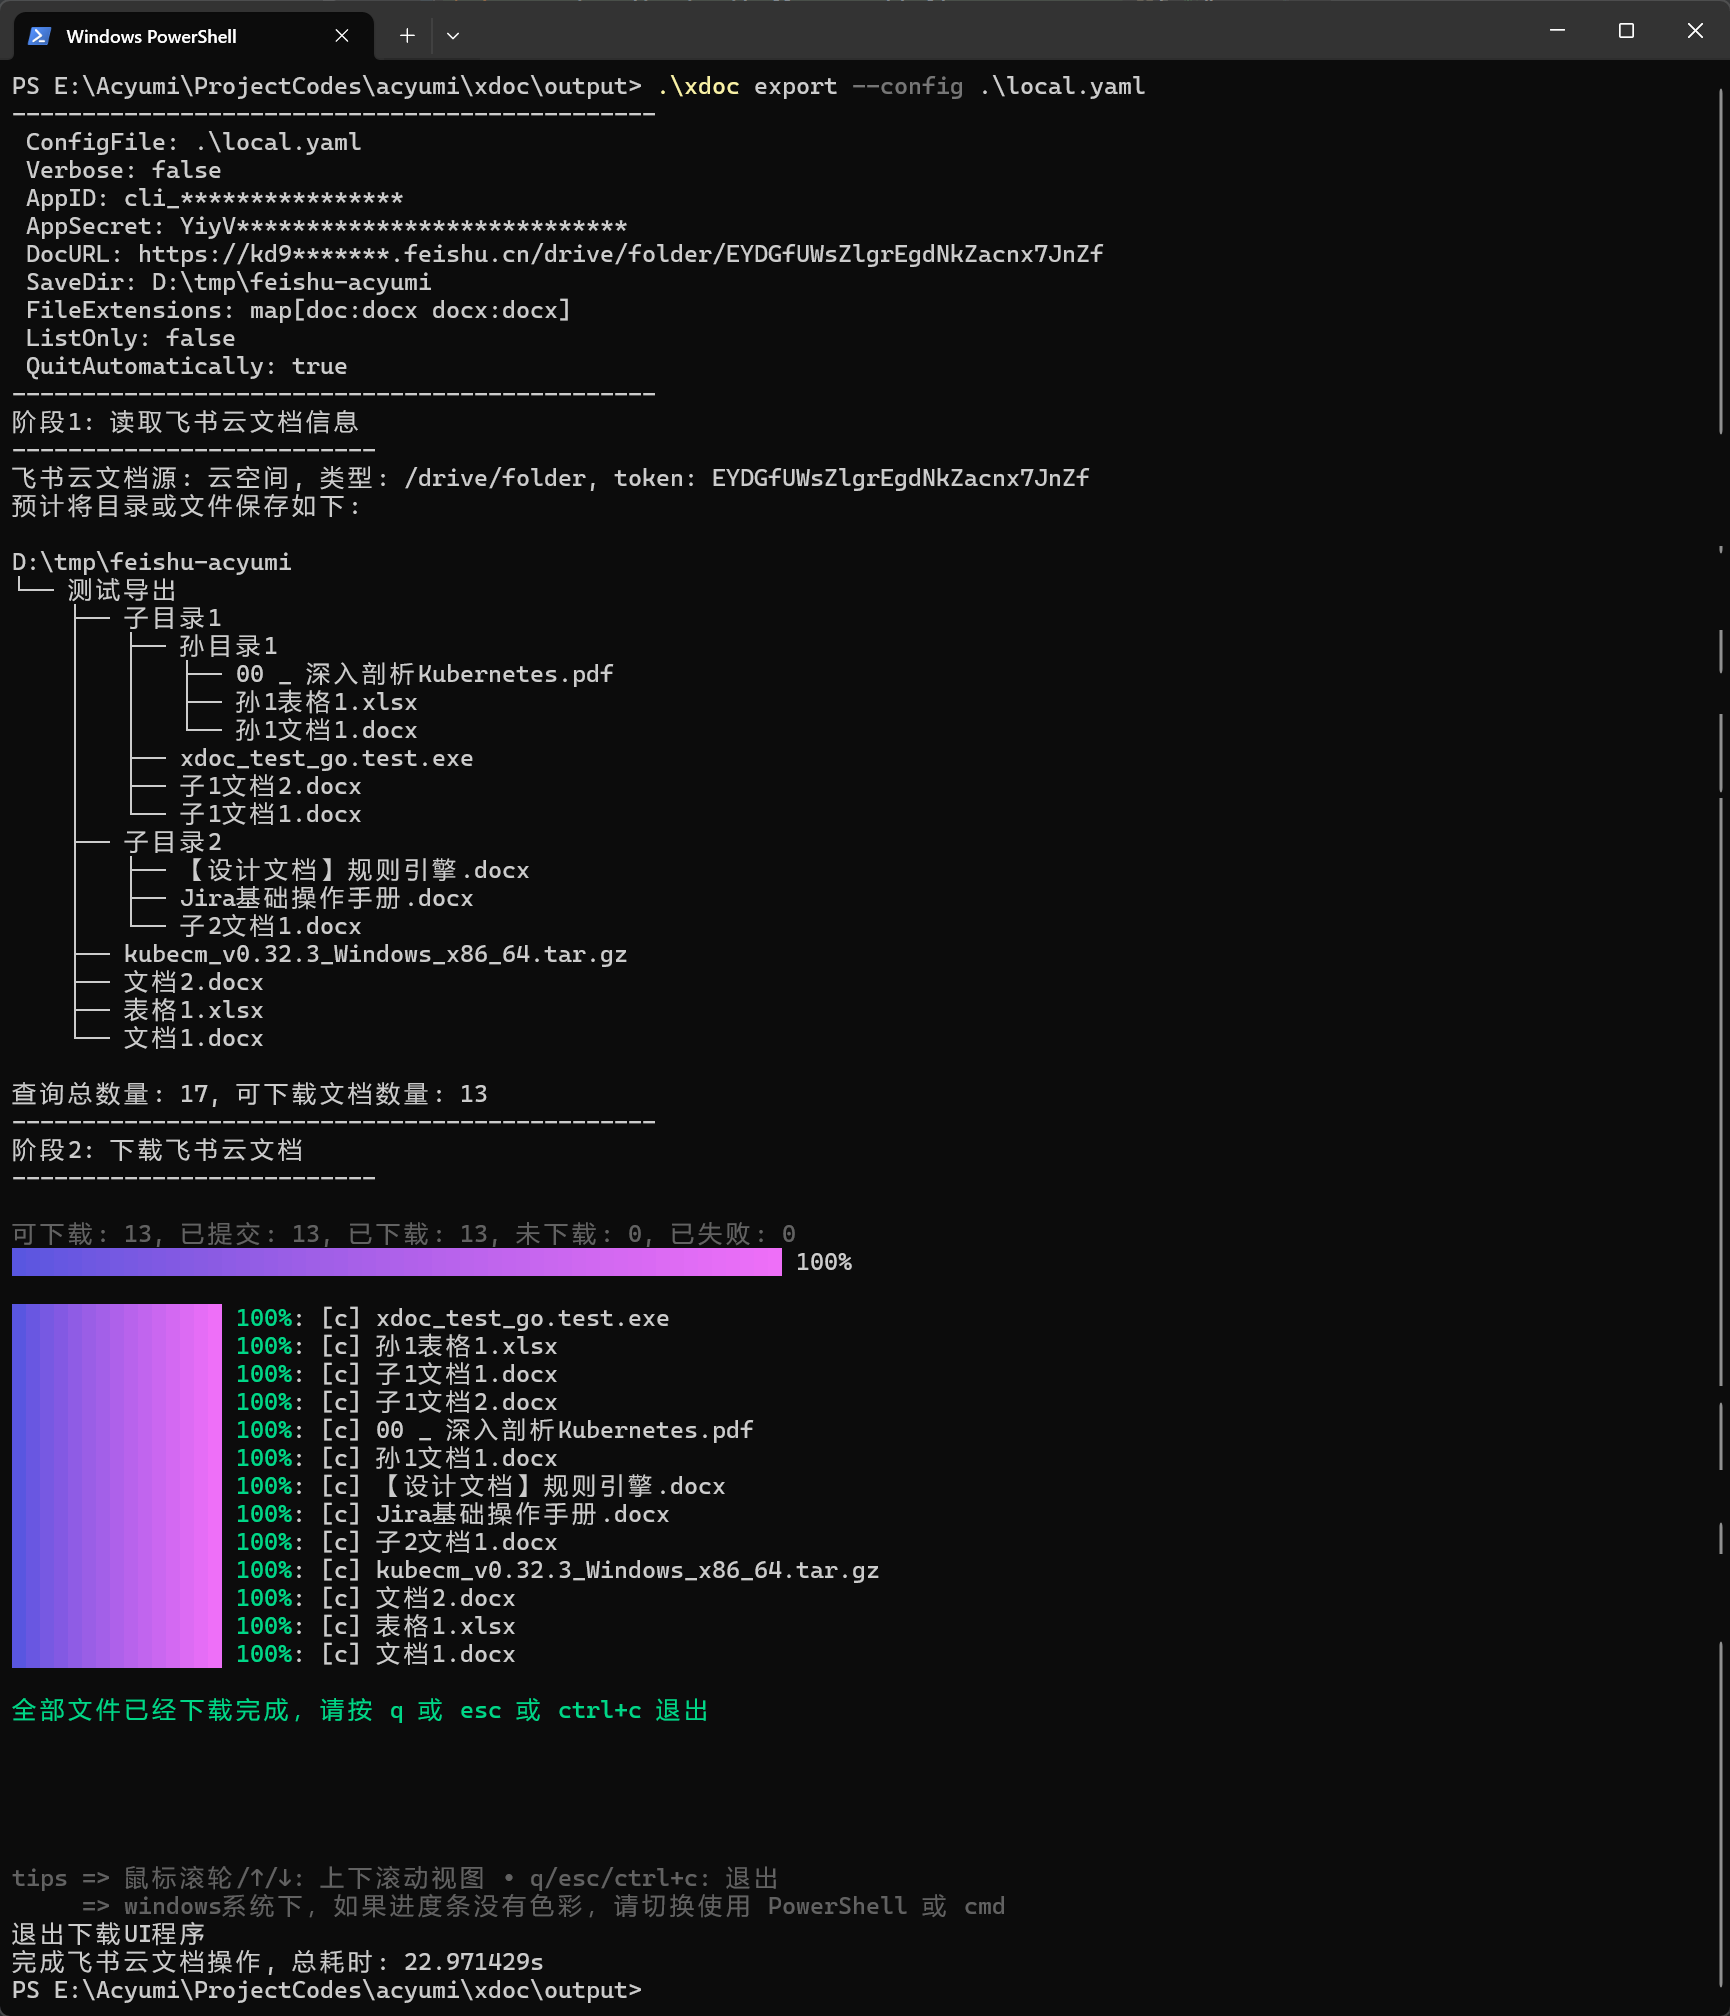 Windows PowerShell
PS E:\Acyumi\ProjectCodes\acyumi\xdoc\output> .\xdoc export --config .\local.yaml
----------------------------------------------
ConfigFile: .\local.yaml
Verbose: false
AppID: cli_****************
AppSecret: YiyV****************************
DocURL: https://kd9*******.feishu.cn/drive/folder/EYDGfUWsZlgrEgdNkZacnx7JnZf
SaveDir: D:\tmp\feishu-acyumi
FileExtensions: map[doc:docx docx:docx]
ListOnly: false
QuitAutomatically: true
----------------------------------------------
阶段1: 读取飞书云文档信息
--------------------------
飞书云文档源: 云空间, 类型: /drive/folder, token: EYDGfUWsZlgrEgdNkZacnx7JnZf
预计将目录或文件保存如下:
D:\tmp\feishu-acyumi
└── 测试导出
    ├── 子目录1
    │   ├── 孙目录1
    │   │   ├── 00 _ 深入剖析Kubernetes.pdf
    │   │   ├── 孙1表格1.xlsx
    │   │   └── 孙1文档1.docx
    │   ├── xdoc_test_go.test.exe
    │   ├── 子1文档2.docx
    │   └── 子1文档1.docx
    ├── 子目录2
    │   ├── 【设计文档】规则引擎.docx
    │   ├── Jira基础操作手册.docx
    │   └── 子2文档1.docx
    ├── kubecm_v0.32.3_Windows_x86_64.tar.gz
    ├── 文档2.docx
    ├── 表格1.xlsx
    └── 文档1.docx
查询总数量: 17, 可下载文档数量: 13
----------------------------------------------
阶段2: 下载飞书云文档
--------------------------
可下载: 13, 已提交: 13, 已下载: 13, 未下载: 0, 已失败: 0
100%
100%: [c] xdoc_test_go.test.exe
100%: [c] 孙1表格1.xlsx
100%: [c] 子1文档1.docx
100%: [c] 子1文档2.docx
100%: [c] 00 _ 深入剖析Kubernetes.pdf
100%: [c] 孙1文档1.docx
100%: [c] 【设计文档】规则引擎.docx
100%: [c] Jira基础操作手册.docx
100%: [c] 子2文档1.docx
100%: [c] kubecm_v0.32.3_Windows_x86_64.tar.gz
100%: [c] 文档2.docx
100%: [c] 表格1.xlsx
100%: [c] 文档1.docx
全部文件已经下载完成, 请按 q 或 esc 或 ctrl+c 退出
tips => 鼠标滚轮/↑/↓: 上下滚动视图 • q/esc/ctrl+c: 退出
     => windows系统下, 如果进度条没有色彩, 请切换使用 PowerShell 或 cmd
退出下载UI程序
完成飞书云文档操作, 总耗时: 22.971429s
PS E:\Acyumi\ProjectCodes\acyumi\xdoc\output>